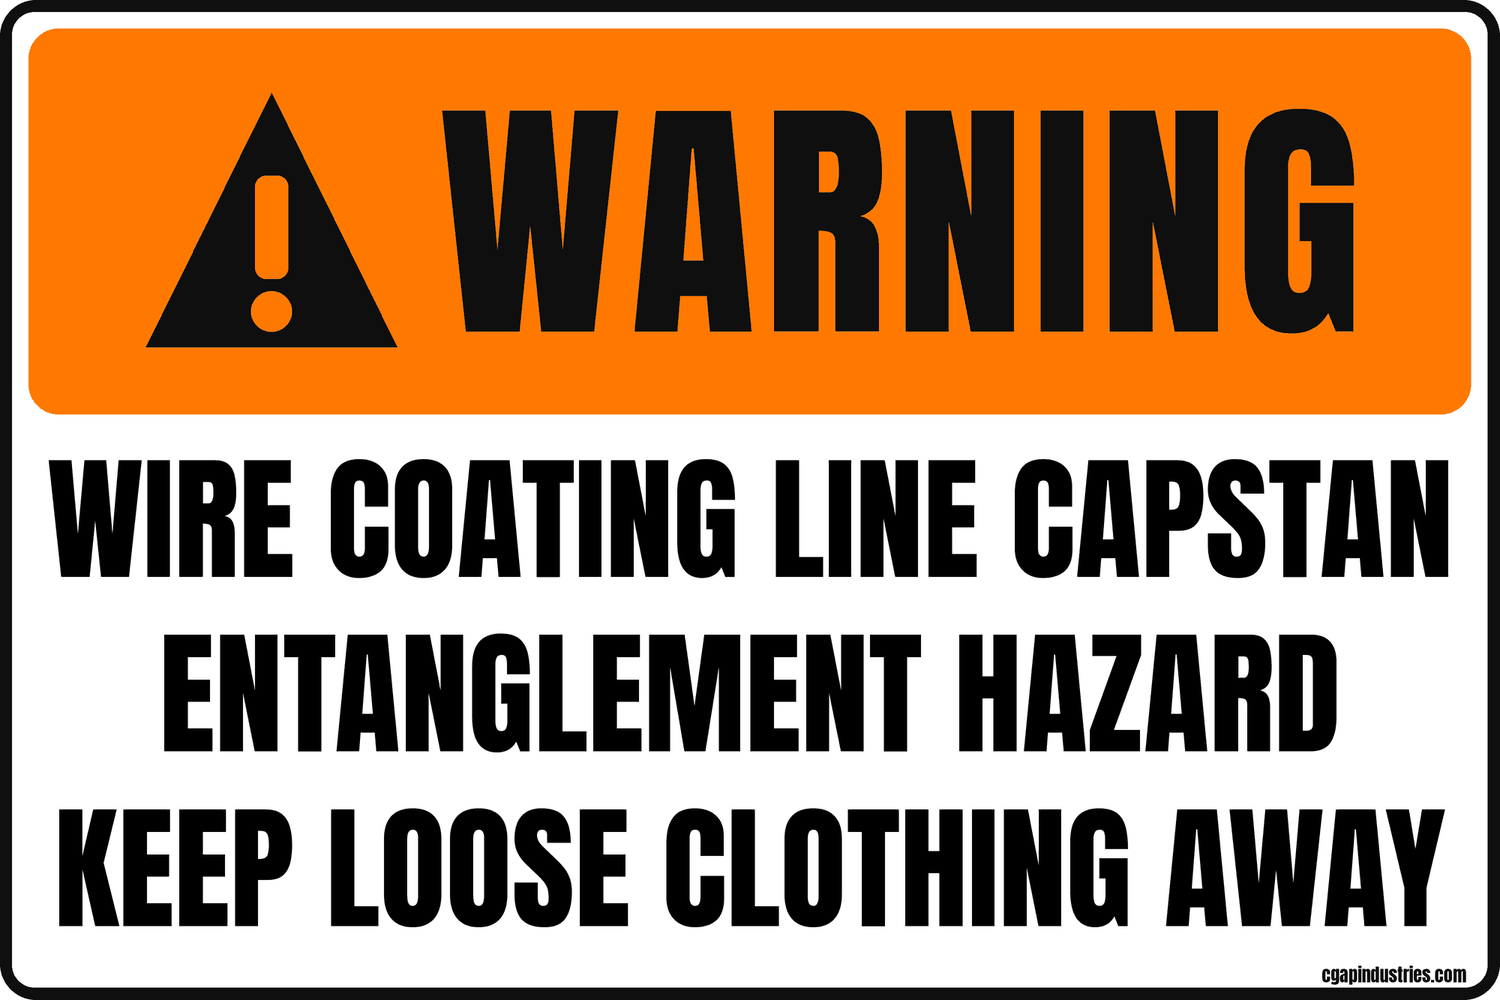 WARNING
WIRE COATING LINE CAPSTAN
ENTANGLEMENT HAZARD
KEEP LOOSE CLOTHING AWAY
cgapindustries.com